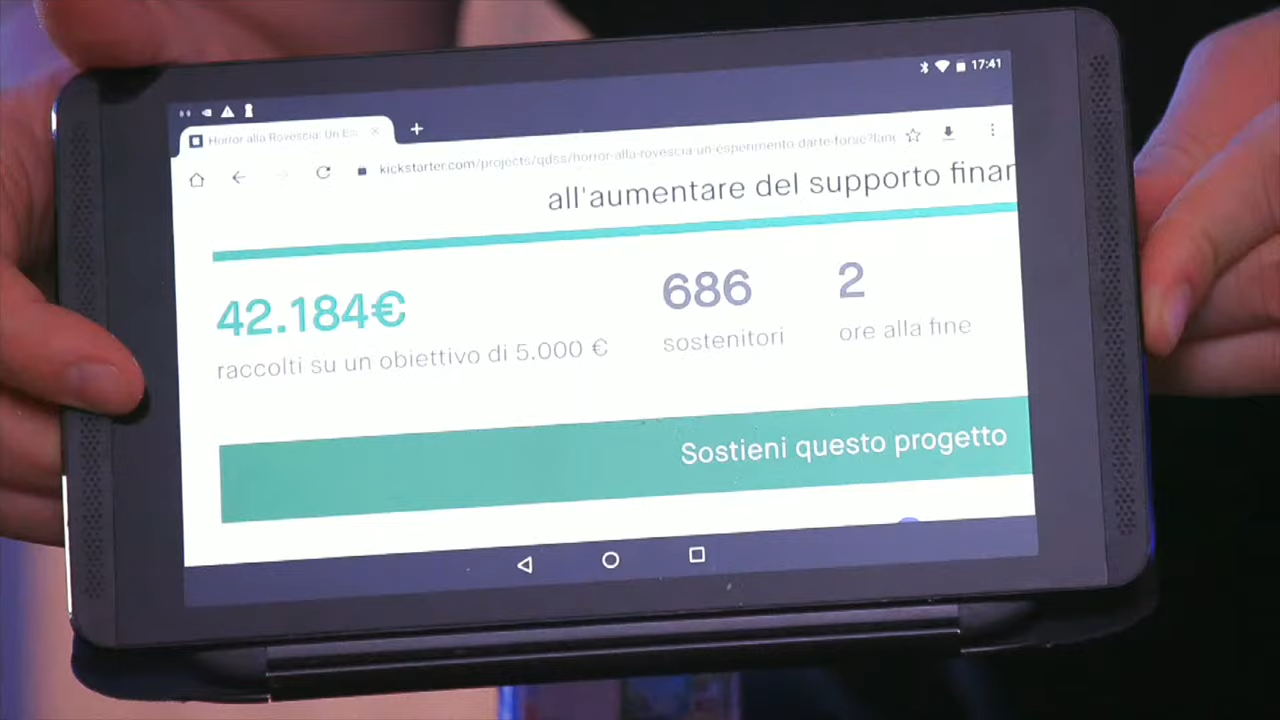 17:41
Horror alla Rovescia: Un Es
kickstarter.com/projects/qdss/horror-alla-rovescia-un-esperimento darte-forse?lang
all'aumentare del supporto finan
42.184€
686
2
raccolti su un obiettivo di 5.000 €
sostenitori
ore alla fine
Sostieni questo progetto